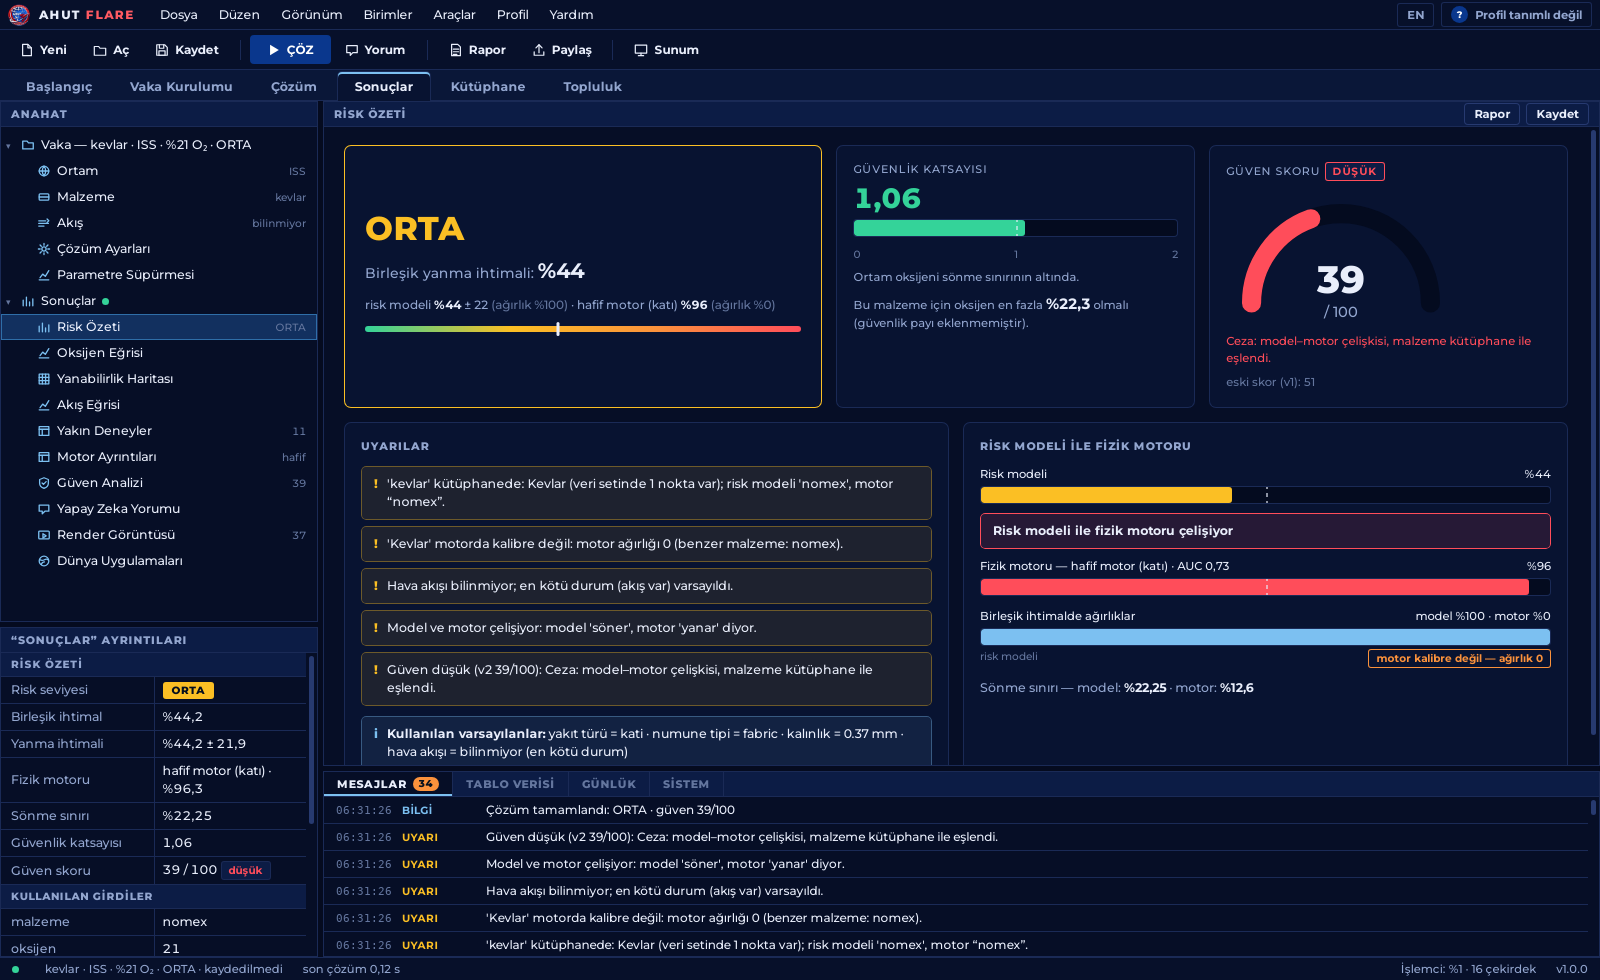 AHUT FLARE Dosya Düzen Görünüm Birimler Araçlar Profil Yardım EN ? Profil tanımlı değil
Yeni Aç Kaydet ÇÖZ Yorum Rapor Paylaş Sunum
Başlangıç Vaka Kurulumu Çözüm Sonuçlar Kütüphane Topluluk
ANAHAT
Vaka — kevlar · ISS · %21 O₂ · ORTA
Ortam ISS
Malzeme kevlar
Akış bilinmiyor
Çözüm Ayarları
Parametre Süpürmesi
Sonuçlar
Risk Özeti ORTA
Oksijen Eğrisi
Yanabilirlik Haritası
Akış Eğrisi
Yakın Deneyler 11
Motor Ayrıntıları hafif
Güven Analizi 39
Yapay Zeka Yorumu
Render Görüntüsü 37
Dünya Uygulamaları
“SONUÇLAR” AYRINTILARI
RİSK ÖZETİ
Risk seviyesi ORTA
Birleşik ihtimal %44,2
Yanma ihtimali %44,2 ± 21,9
Fizik motoru hafif motor (katı) ·
%96,3
Sönme sınırı %22,25
Güvenlik katsayısı 1,06
Güven skoru 39 / 100 düşük
KULLANILAN GİRDİLER
malzeme nomex
oksijen 21
RİSK ÖZETİ Rapor Kaydet
ORTA
Birleşik yanma ihtimali: %44
risk modeli %44 ± 22 (ağırlık %100) · hafif motor (katı) %96 (ağırlık %0)
GÜVENLİK KATSAYISI
1,06
0 1 2
Ortam oksijeni sönme sınırının altında.
Bu malzeme için oksijen en fazla %22,3 olmalı
(güvenlik payı eklenmemiştir).
GÜVEN SKORU DÜŞÜK
39
/ 100
Ceza: model–motor çelişkisi, malzeme kütüphane ile
eşlendi.
eski skor (v1): 51
UYARILAR
! 'kevlar' kütüphanede: Kevlar (veri setinde 1 nokta var); risk modeli 'nomex', motor
“nomex”.
! 'Kevlar' motorda kalibre değil: motor ağırlığı 0 (benzer malzeme: nomex).
! Hava akışı bilinmiyor; en kötü durum (akış var) varsayıldı.
! Model ve motor çelişiyor: model 'söner', motor 'yanar' diyor.
! Güven düşük (v2 39/100): Ceza: model–motor çelişkisi, malzeme kütüphane ile
eşlendi.
i Kullanılan varsayılanlar: yakıt türü = kati · numune tipi = fabric · kalınlık = 0.37 mm ·
hava akışı = bilinmiyor (en kötü durum)
RİSK MODELİ İLE FİZİK MOTORU
Risk modeli %44
Risk modeli ile fizik motoru çelişiyor
Fizik motoru — hafif motor (katı) · AUC 0,73 %96
Birleşik ihtimalde ağırlıklar model %100 · motor %0
risk modeli motor kalibre değil — ağırlık 0
Sönme sınırı — model: %22,25 · motor: %12,6
MESAJLAR 34 TABLO VERİSİ GÜNLÜK SİSTEM
06:31:26 BİLGİ Çözüm tamamlandı: ORTA · güven 39/100
06:31:26 UYARI Güven düşük (v2 39/100): Ceza: model–motor çelişkisi, malzeme kütüphane ile eşlendi.
06:31:26 UYARI Model ve motor çelişiyor: model 'söner', motor 'yanar' diyor.
06:31:26 UYARI Hava akışı bilinmiyor; en kötü durum (akış var) varsayıldı.
06:31:26 UYARI 'Kevlar' motorda kalibre değil: motor ağırlığı 0 (benzer malzeme: nomex).
06:31:26 UYARI 'kevlar' kütüphanede: Kevlar (veri setinde 1 nokta var); risk modeli 'nomex', motor “nomex”.
kevlar · ISS · %21 O₂ · ORTA · kaydedilmedi son çözüm 0,12 s İşlemci: %1 · 16 çekirdek v1.0.0